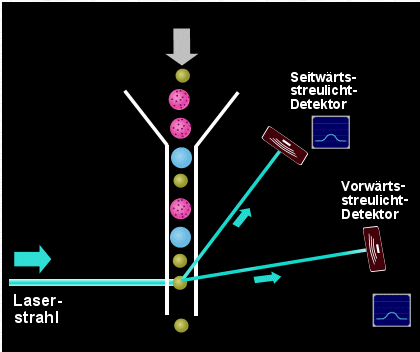 Seitwärts-
streulicht-
Detektor
Vorwärts-
streulicht-
Detektor
Laser-
strahl